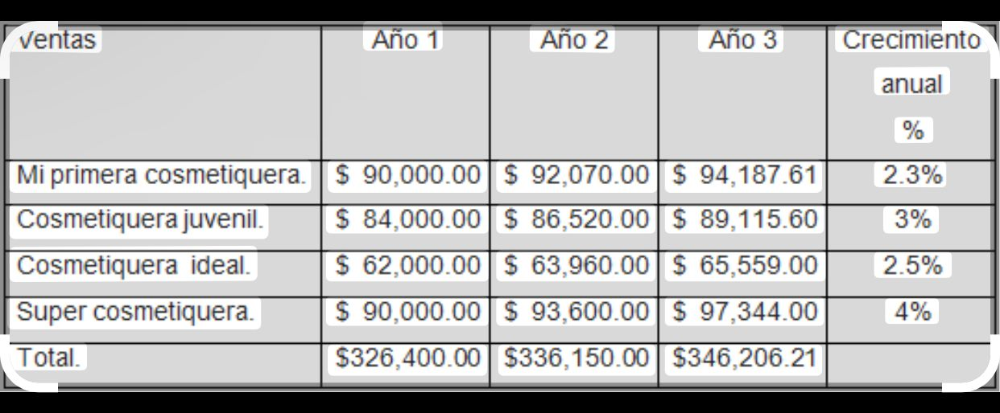 Ventas Año 1 Año 2 Año 3 Crecimiento
anual
%
Mi primera cosmetiquera. $ 90,000.00 $ 92,070.00 $ 94,187.61 2.3%
Cosmetiquera juvenil. $ 84,000.00 $ 86,520.00 $ 89,115.60 3%
Cosmetiquera ideal. $ 62,000.00 $ 63,960.00 $ 65,559.00 2.5%
Super cosmetiquera. $ 90,000.00 $ 93,600.00 $ 97,344.00 4%
Total. $326,400.00 $336,150.00 $346,206.21